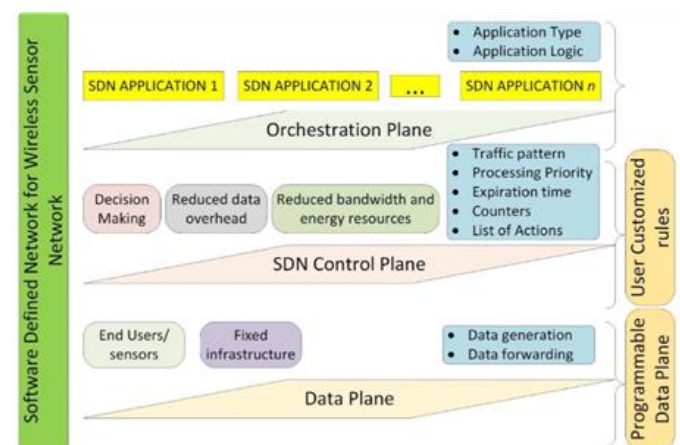 Software Defined Network for Wireless Sensor
Network
• Application Type
• Application Logic
SDN APPLICATION 1
SDN APPLICATION 2
...
SDN APPLICATION n
Orchestration Plane
• Traffic pattern
• Processing Priority
• Expiration time
• Counters
• List of Actions
Decision
Making
Reduced data
overhead
Reduced bandwidth and
energy resources
SDN Control Plane
User Customized
rules
End Users/
sensors
Fixed
infrastructure
• Data generation
• Data forwarding
Data Plane
Programmable
Data Plane